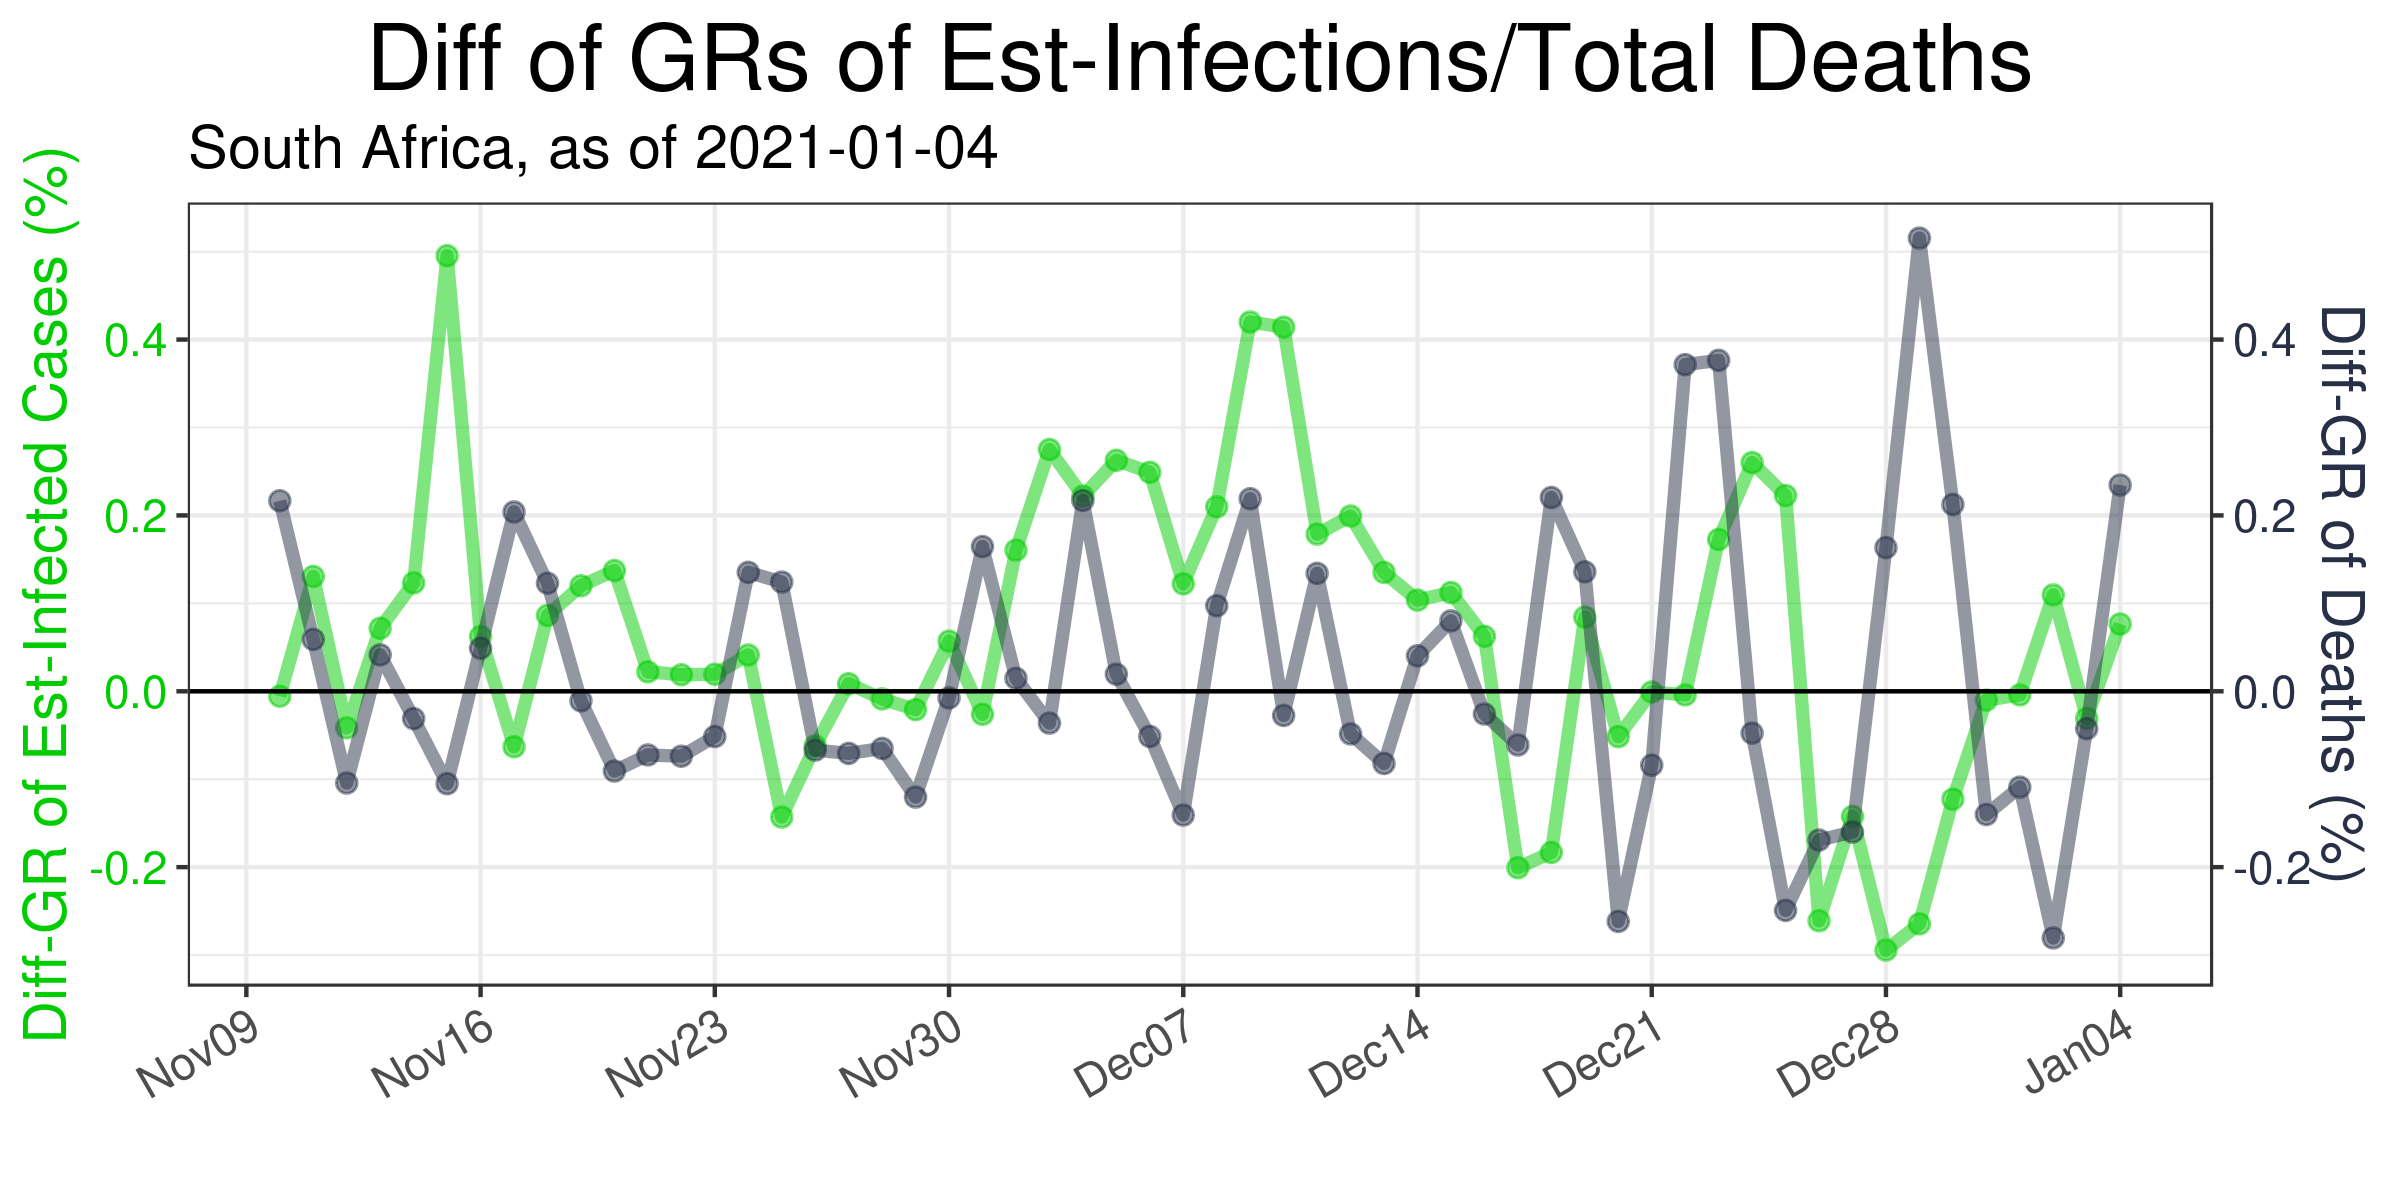 Diff of GRs of Est-Infections/Total Deaths
South Africa, as of 2021-01-04
Diff-GR of Est-Infected Cases (%)
0.4
0.2
0.0
-0.2
0.4
0.2
0.0
-0.2
Diff-GR of Deaths (%)
Nov09
Nov16
Nov23
Nov30
Dec07
Dec14
Dec21
Dec28
Jan04